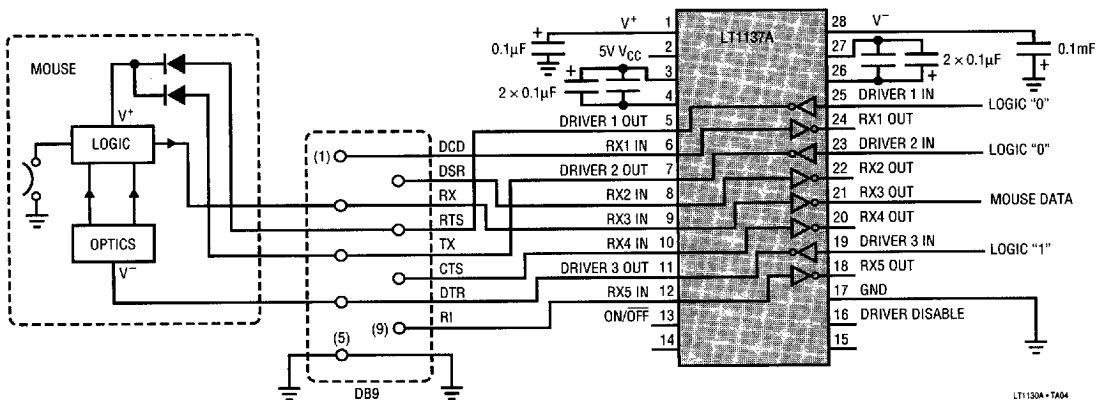 MOUSE
V+
LOGIC
OPTICS
V−
(1)
(5)
(9)
DB9
DCD
DSR
RX
RTS
TX
CTS
DTR
RI
V+
0.1µF
5V VCC
2 × 0.1µF
DRIVER 1 OUT
RX1 IN
DRIVER 2 OUT
RX2 IN
RX3 IN
RX4 IN
DRIVER 3 OUT
RX5 IN
ON/OFF
1
2
3
4
5
6
7
8
9
10
11
12
13
14
LT1137A
28 V−
27
26
25 DRIVER 1 IN
24 RX1 OUT
23 DRIVER 2 IN
22 RX2 OUT
21 RX3 OUT
20 RX4 OUT
19 DRIVER 3 IN
18 RX5 OUT
17 GND
16 DRIVER DISABLE
15
0.1mF
2 × 0.1µF
LOGIC "0"
LOGIC "0"
MOUSE DATA
LOGIC "1"
LT1130A • TA04